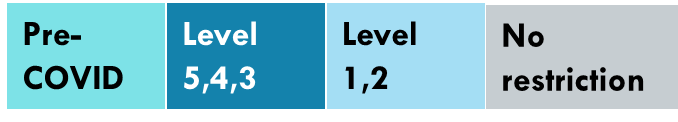 Pre-
COVID
Level
5,4,3
Level
1,2
No
restriction